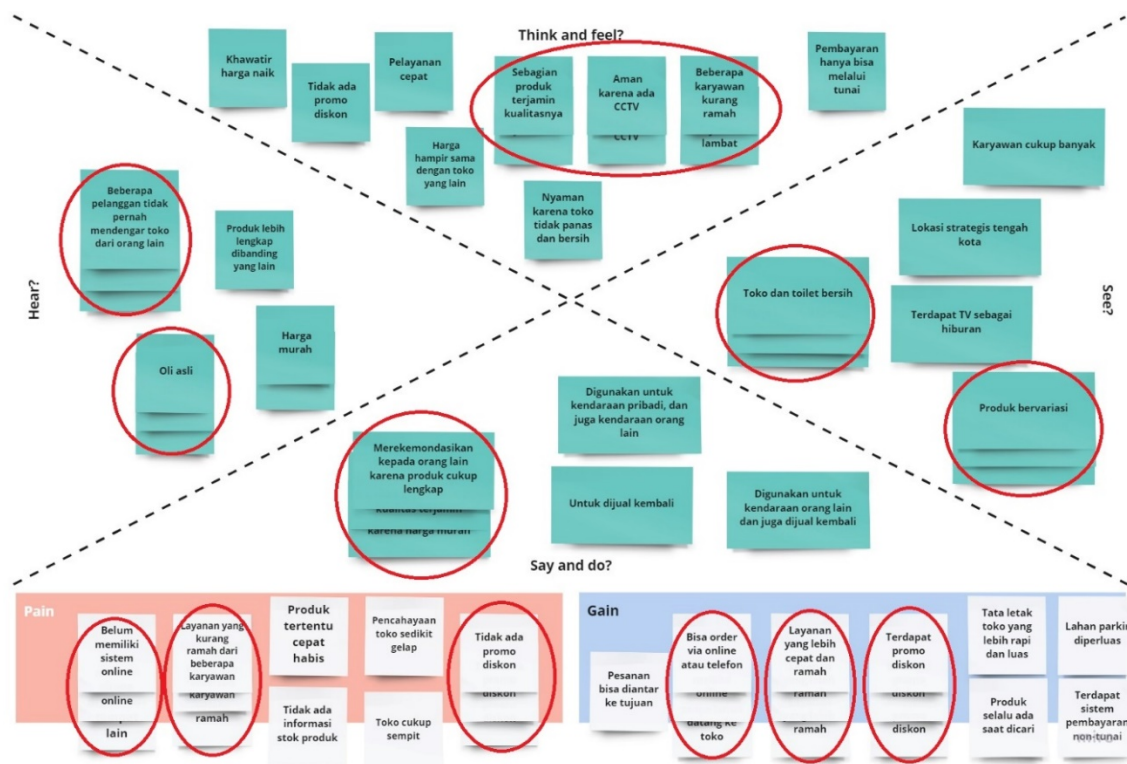 Think and feel?
Khawatir
harga naik
Tidak ada
promo
diskon
Pelayanan
cepat
Harga
hampir sama
dengan toko
yang lain
Sebagian
produk
terjamin
kualitasnya
Aman
karena ada
CCTV
CCTV
Beberapa
karyawan
kurang
ramah
lambat
Nyaman
karena toko
tidak panas
dan bersih
Pembayaran
hanya bisa
melalui
tunai
Hear?
Beberapa
pelanggan tidak
pernah
mendengar toko
dari orang lain
Produk lebih
lengkap
dibanding
yang lain
Oli asli
Harga
murah
See?
Karyawan cukup banyak
Lokasi strategis tengah
kota
Toko dan toilet bersih
Terdapat TV sebagai
hiburan
Produk bervariasi
Merekemondasikan
kepada orang lain
karena produk cukup
lengkap
kualitas terjamin
karena harga murah
Digunakan untuk
kendaraan pribadi, dan
juga kendaraan orang
lain
Untuk dijual kembali
Digunakan untuk
kendaraan orang lain
dan juga dijual kembali
Say and do?
Pain
Belum
memiliki
sistem
online
online
lain
Layanan yang
kurang
ramah dari
beberapa
karyawan
karyawan
ramah
Produk
tertentu
cepat
habis
Tidak ada
informasi
stok produk
Pencahayaan
toko sedikit
gelap
Toko cukup
sempit
Tidak ada
promo
diskon
diskon
Gain
Pesanan
bisa diantar
ke tujuan
Bisa order
via online
atau telefon
online
datang ke
toko
Layanan
yang lebih
cepat dan
ramah
ramah
ramah
Terdapat
promo
diskon
diskon
diskon
Tata letak
toko yang
lebih rapi
dan luas
Produk
selalu ada
saat dicari
Lahan parkir
diperluas
Terdapat
sistem
pembayaran
non tunai